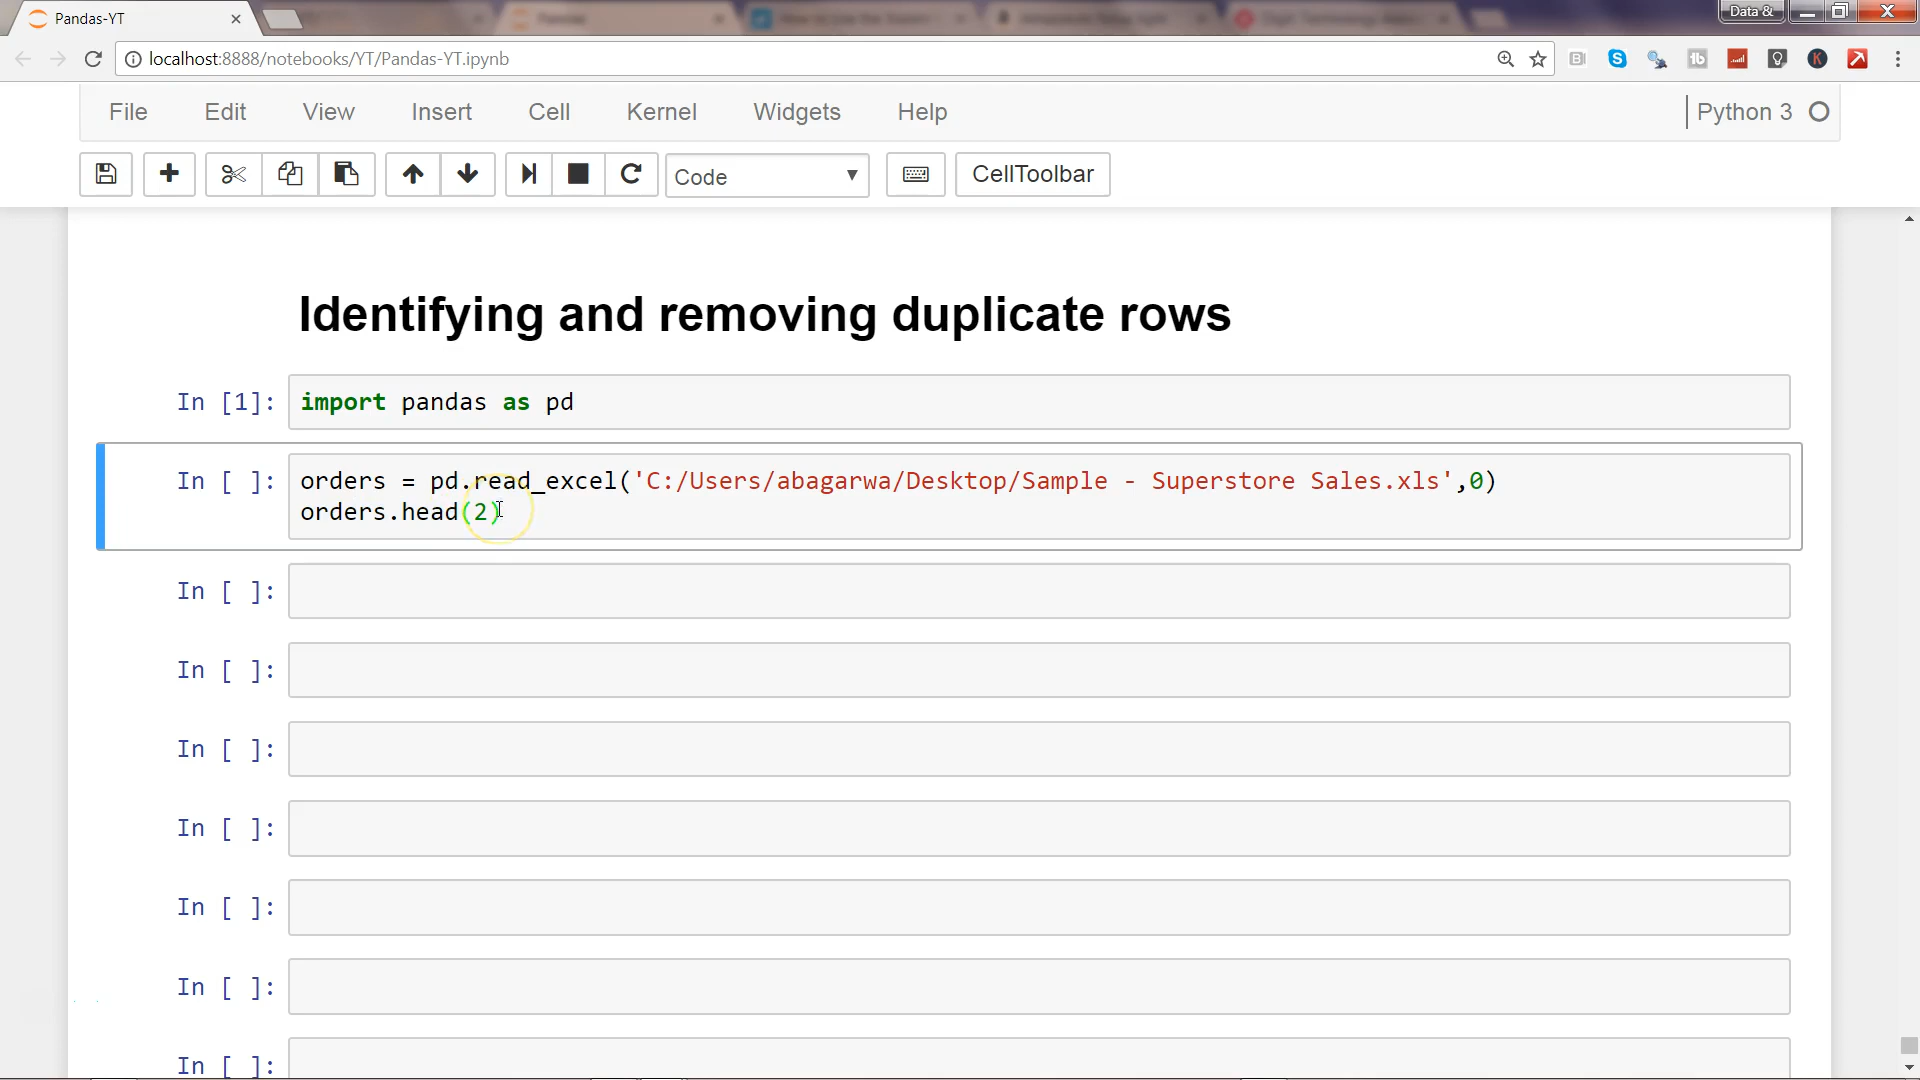 Pandas-YT
Data &
localhost:8888/notebooks/YT/Pandas-YT.ipynb
File Edit View Insert Cell Kernel Widgets Help Python 3
Code CellToolbar
Identifying and removing duplicate rows
In [1]: import pandas as pd
In [ ]: orders = pd.read_excel('C:/Users/abagarwa/Desktop/Sample - Superstore Sales.xls',0)
orders.head(2)
In [ ]:
In [ ]:
In [ ]:
In [ ]:
In [ ]:
In [ ]:
In [ ]: